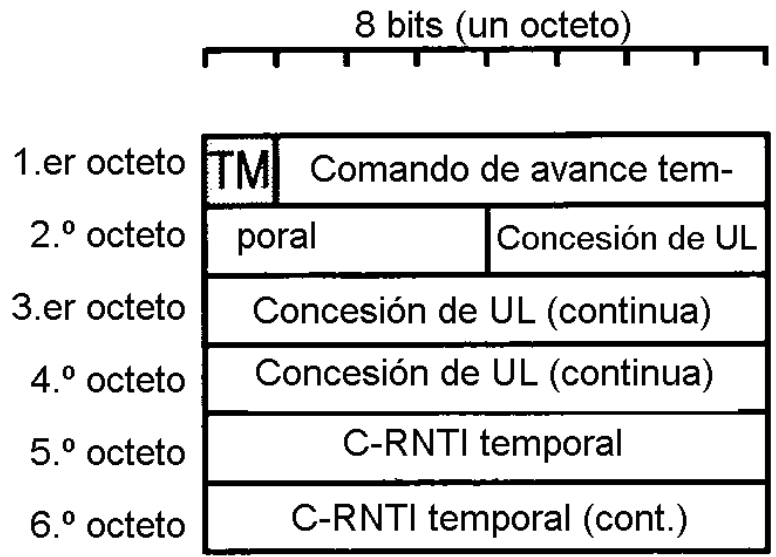 8 bits (un octeto)
1.er octeto TM Comando de avance tem-
2.º octeto poral Concesión de UL
3.er octeto Concesión de UL (continua)
4.º octeto Concesión de UL (continua)
5.º octeto C-RNTI temporal
6.º octeto C-RNTI temporal (cont.)